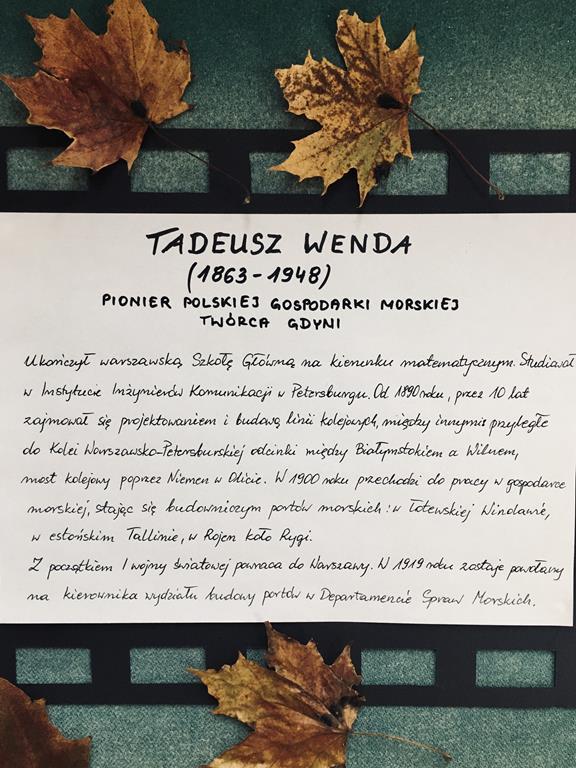 TADEUSZ WENDA
(1863-1948)
PIONIER POLSKIEJ GOSPODARKI MORSKIEJ
TWÓRCA GDYNI
Ukończył warszawską Szkołę Główną na kierunku matematycznym. Studiował
w Instytucie Inżynierów Komunikacji w Petersburgu. Od 1890 roku, przez 10 lat
zajmował się projektowaniem i budową linii kolejowych, między innymi przyległe
do Kolei Warszawsko-Petersburskiej odcinki między Białymstokiem a Wilnem,
most kolejowy poprzez Niemen w Olicie. W 1900 roku przechodzi do pracy w gospodarce
morskiej, stając się budowniczym portów morskich: w Łotewskiej Windawie,
w estońskim Tallinie, w Rojen koło Rygi.
Z początkiem I wojny światowej powraca do Warszawy. W 1919 roku zostaje powołany
na kierownika wydziału budowy portów w Departamencie Spraw Morskich.